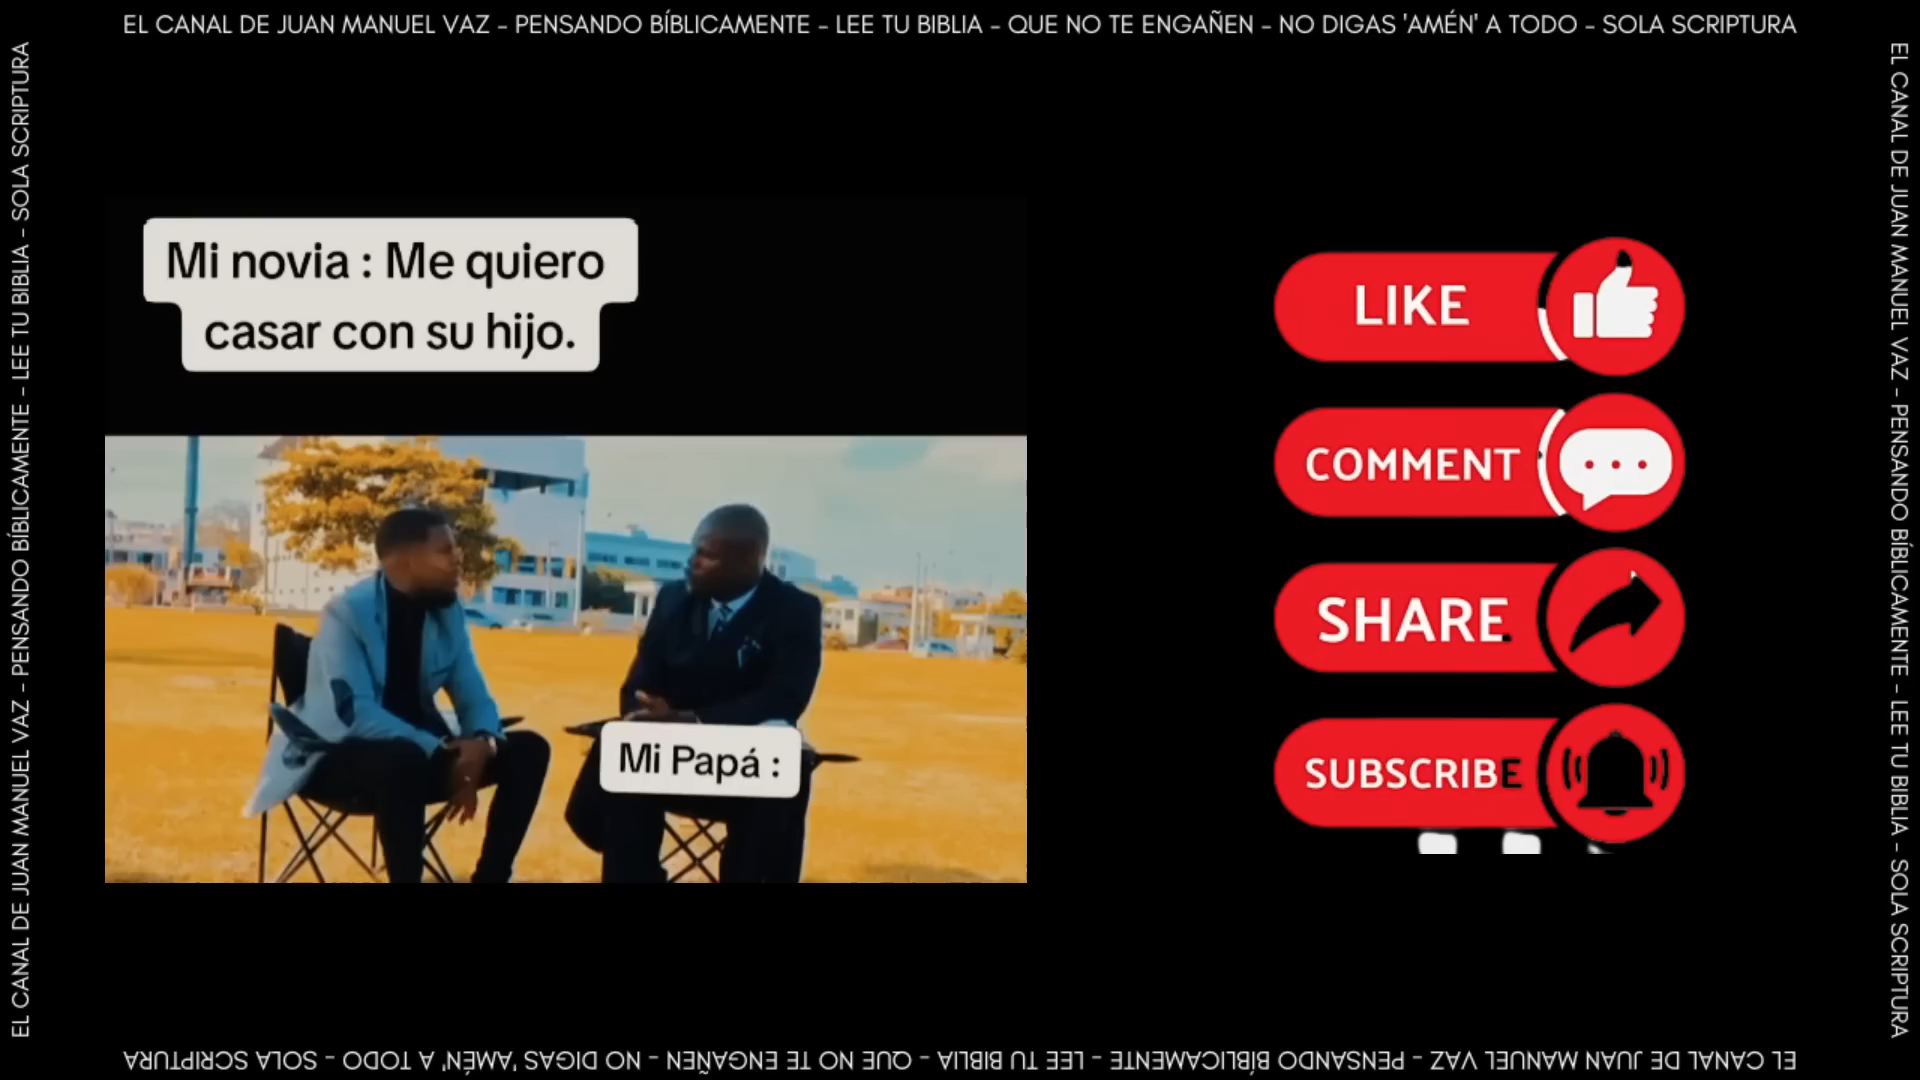 EL CANAL DE JUAN MANUEL VAZ - PENSANDO BÍBLICAMENTE - LEE TU BIBLIA - QUE NO TE ENGAÑEN - NO DIGAS 'AMÉN' A TODO - SOLA SCRIPTURA
EL CANAL DE JUAN MANUEL VAZ - PENSANDO BÍBLICAMENTE - LEE TU BIBLIA - SOLA SCRIPTURA
Mi novia : Me quiero
casar con su hijo.
Mi Papá :
LIKE
COMMENT
SHARE
SUBSCRIBE
EL CANAL DE JUAN MANUEL VAZ - PENSANDO BÍBLICAMENTE - LEE TU BIBLIA - SOLA SCRIPTURA
EL CANAL DE JUAN MANUEL VAZ - PENSANDO BÍBLICAMENTE - LEE TU BIBLIA - QUE NO TE ENGAÑEN - NO DIGAS 'AMÉN' A TODO - SOLA SCRIPTURA